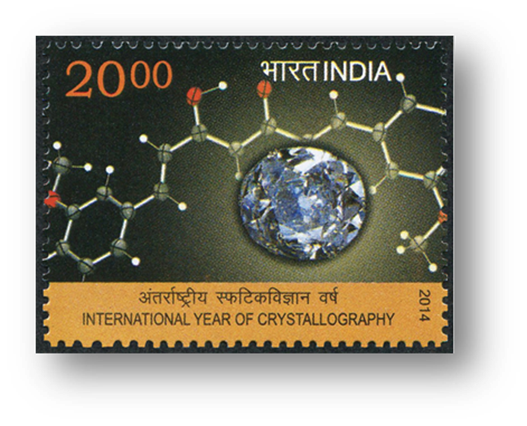 20.00
भारत INDIA
अंतर्राष्ट्रीय स्फटिकविज्ञान वर्ष
INTERNATIONAL YEAR OF CRYSTALLOGRAPHY
2014